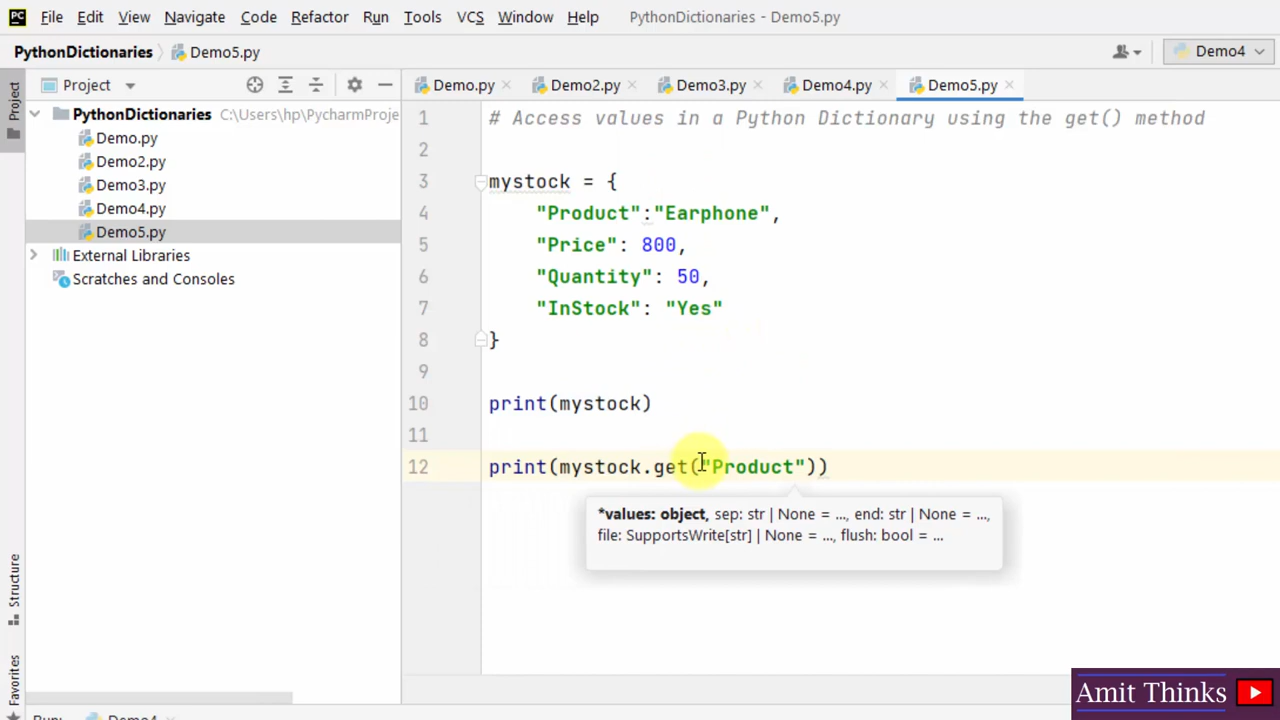 File Edit View Navigate Code Refactor Run Tools VCS Window Help PythonDictionaries - Demo5.py
PythonDictionaries Demo5.py Demo4
Project
Project
Demo.py Demo2.py Demo3.py Demo4.py Demo5.py
PythonDictionaries C:\Users\hp\PycharmProje
Demo.py
Demo2.py
Demo3.py
Demo4.py
Demo5.py
External Libraries
Scratches and Consoles
1 # Access values in a Python Dictionary using the get() method
2
3 mystock = {
4 "Product":"Earphone",
5 "Price": 800,
6 "Quantity": 50,
7 "InStock": "Yes"
8 }
9
10 print(mystock)
11
12 print(mystock.get("Product"))
*values: object, sep: str | None = ..., end: str | None = ...,
file: SupportsWrite[str] | None = ..., flush: bool = ...
Structure
Favorites
Amit Thinks
Run: Demo4